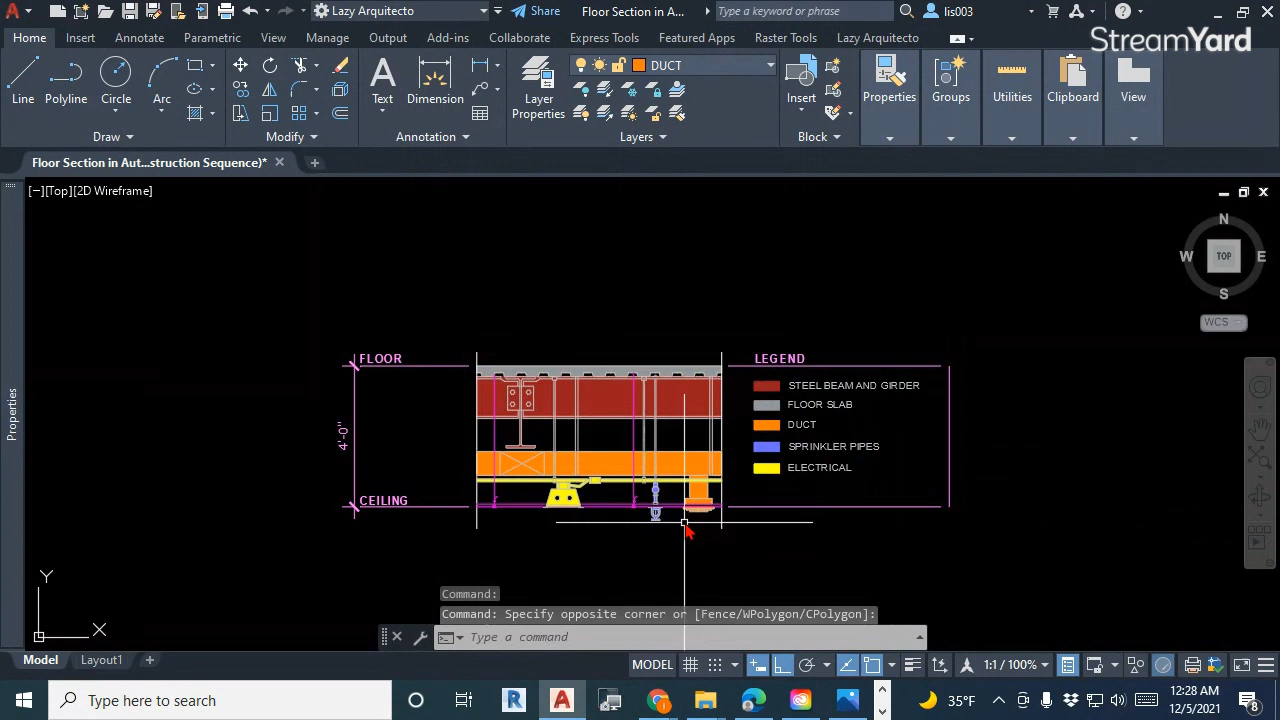 Lazy Arquitecto
Share
Floor Section in A...
Type a keyword or phrase
lis003
Home
Insert
Annotate
Parametric
View
Manage
Output
Add-ins
Collaborate
Express Tools
Featured Apps
Raster Tools
Lazy Arquitecto
StreamYard
Line
Polyline
Circle
Arc
Text
Dimension
Layer
Properties
DUCT
Insert
Properties
Groups
Utilities
Clipboard
View
Draw
Modify
Annotation
Layers
Block
Floor Section in Aut...struction Sequence)*
[−][Top][2D Wireframe]
N
W
TOP
E
S
WCS
Properties
FLOOR
LEGEND
STEEL BEAM AND GIRDER
FLOOR SLAB
DUCT
4'-0"
SPRINKLER PIPES
ELECTRICAL
CEILING
Y
X
Command:
Command: Specify opposite corner or [Fence/WPolygon/CPolygon]:
Type a command
Model
Layout1
MODEL
1:1 / 100%
Type here to search
35°F
12:28 AM
12/5/2021
8